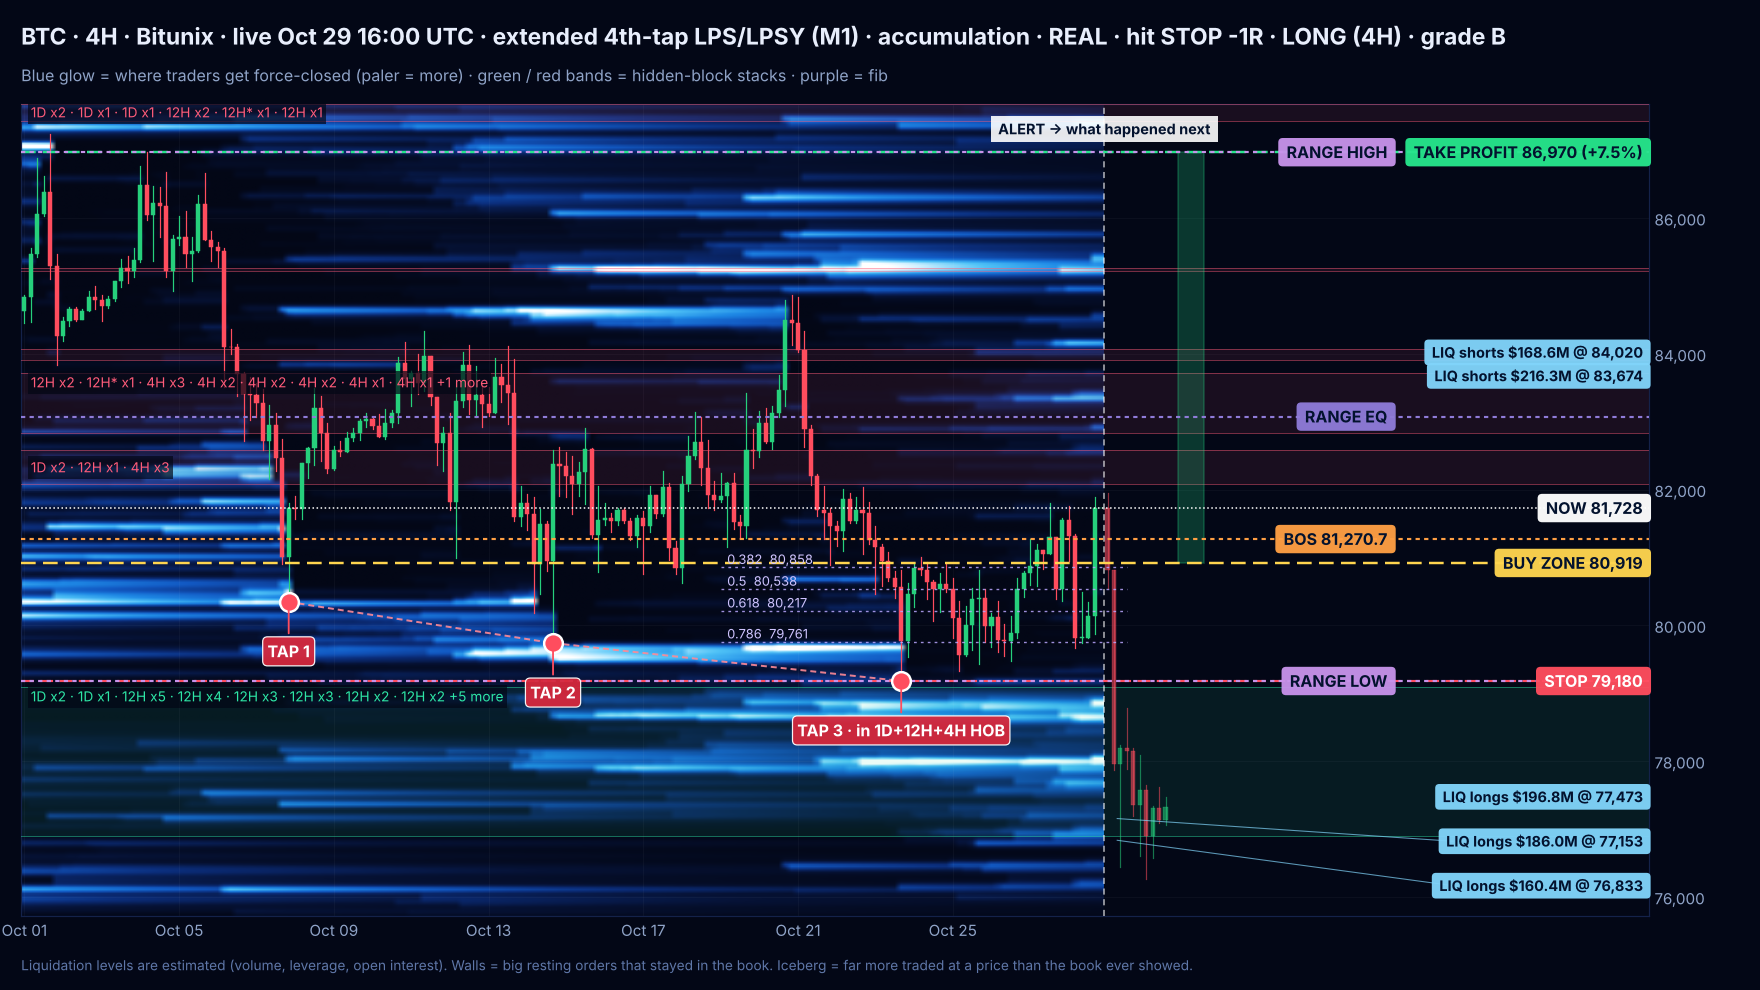 BTC · 4H · Bitunix · live Oct 29 16:00 UTC · extended 4th-tap LPS/LPSY (M1) · accumulation · REAL · hit STOP -1R · LONG (4H) · grade B
Blue glow = where traders get force-closed (paler = more) · green / red bands = hidden-block stacks · purple = fib
1D x2 · 1D x1 · 1D x1 · 12H x2 · 12H* x1 · 12H x1
ALERT → what happened next
RANGE HIGH
TAKE PROFIT 86,970 (+7.5%)
86,000
LIQ shorts $168.6M @ 84,020
84,000
LIQ shorts $216.3M @ 83,674
12H x2 · 12H* x1 · 4H x3 · 4H x2 · 4H x2 · 4H x2 · 4H x1 · 4H x1 +1 more
RANGE EQ
1D x2 · 12H x1 · 4H x3
82,000
NOW 81,728
BOS 81,270.7
0.382 80,858
BUY ZONE 80,919
0.5 80,538
0.618 80,217
80,000
0.786 79,761
TAP 1
RANGE LOW
STOP 79,180
1D x2 · 1D x1 · 12H x5 · 12H x4 · 12H x3 · 12H x3 · 12H x2 · 12H x2 +5 more
TAP 2
TAP 3 · in 1D+12H+4H HOB
78,000
LIQ longs $196.8M @ 77,473
LIQ longs $186.0M @ 77,153
LIQ longs $160.4M @ 76,833
76,000
Oct 01 Oct 05 Oct 09 Oct 13 Oct 17 Oct 21 Oct 25
Liquidation levels are estimated (volume, leverage, open interest). Walls = big resting orders that stayed in the book. Iceberg = far more traded at a price than the book ever showed.